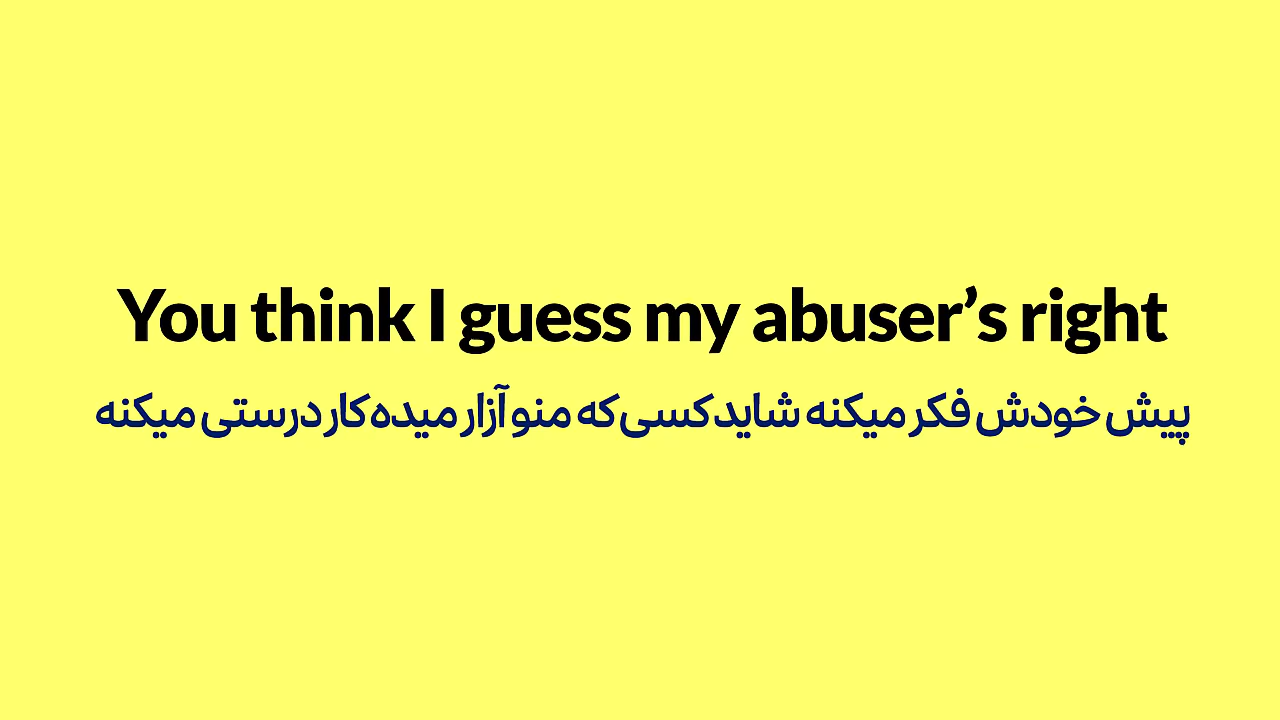 You think I guess my abuser’s right
پیش خودش فکر میکنه شاید کسی که منو آزار میده کار درستی میکنه